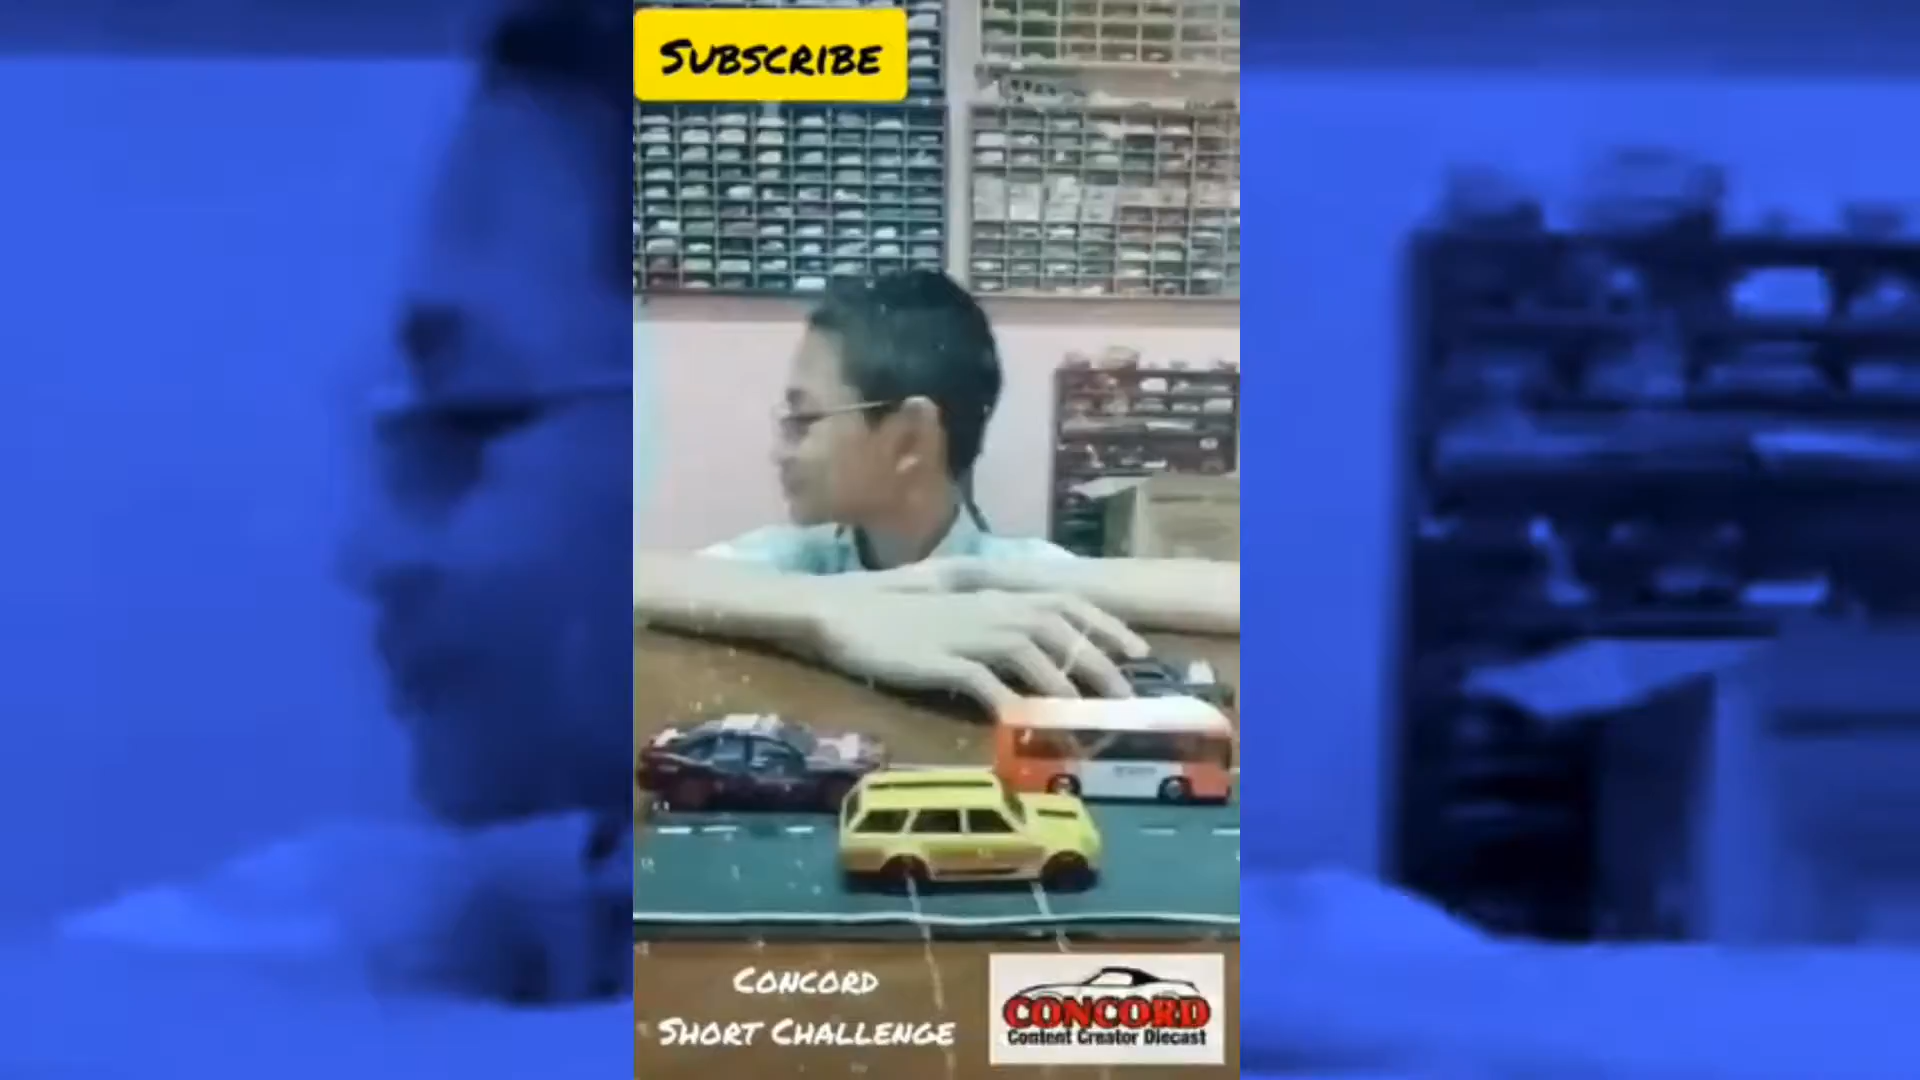 SUBSCRIBE
CONCORD
SHORT CHALLENGE
CONCORD
Content Creator Diecast